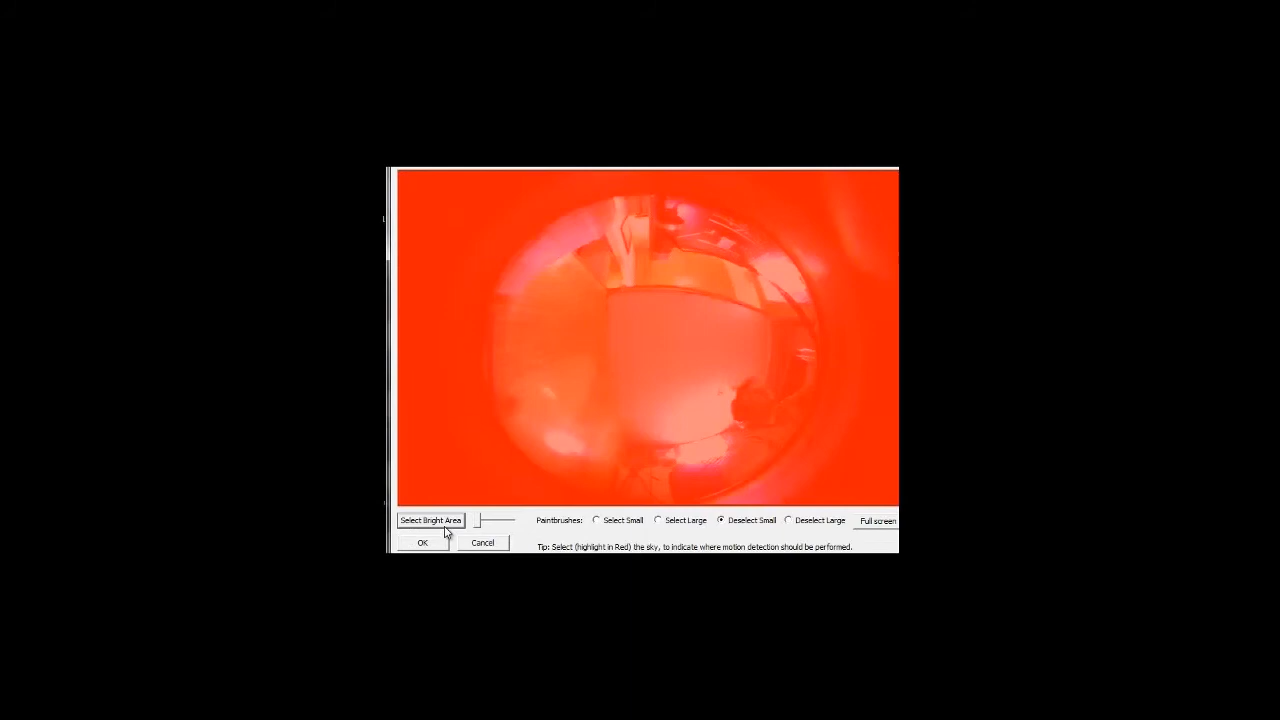 Select Bright Area Paintbrushes: Select Small Select Large Deselect Small Deselect Large Full screen
OK Cancel Tip: Select (highlight in Red) the sky, to indicate where motion detection should be performed.